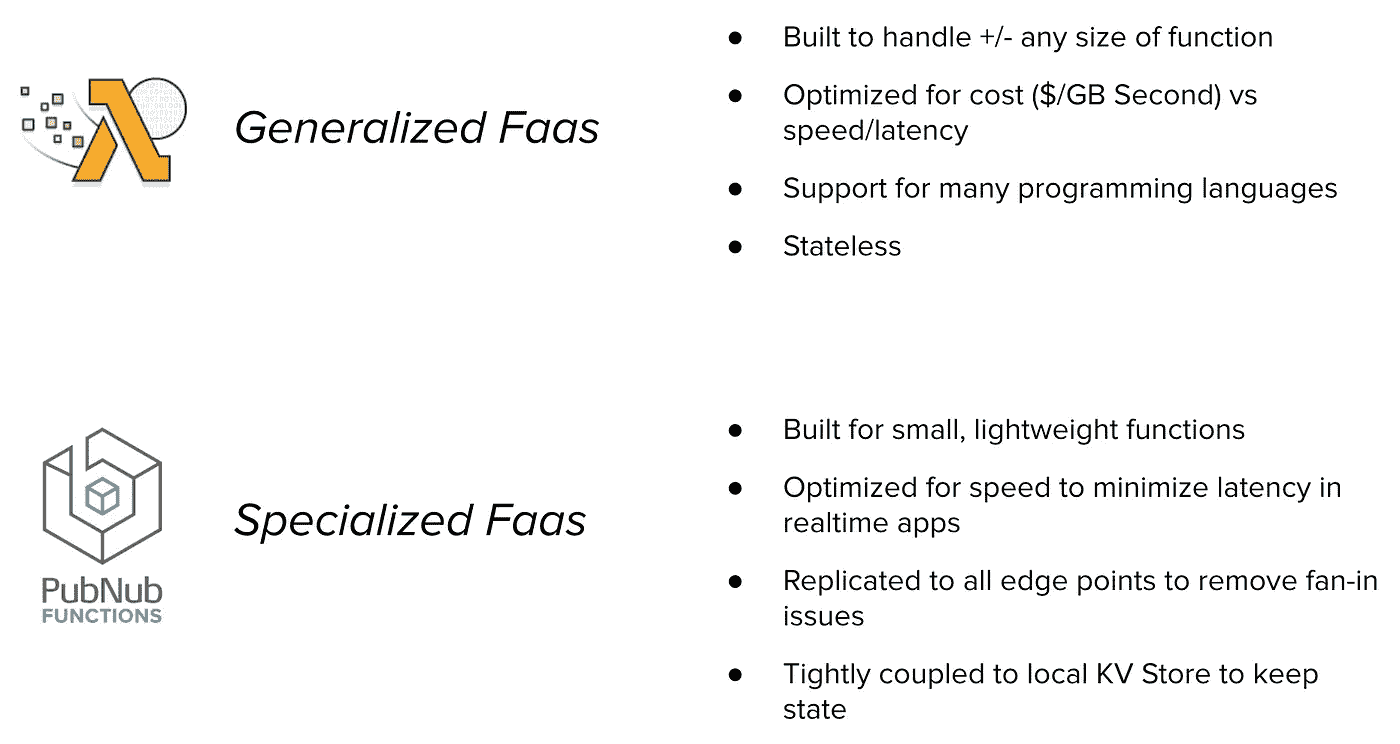 Generalized Faas
● Built to handle +/- any size of function
● Optimized for cost ($/GB Second) vs
speed/latency
● Support for many programming languages
● Stateless
PubNub
FUNCTIONS
Specialized Faas
● Built for small, lightweight functions
● Optimized for speed to minimize latency in
realtime apps
● Replicated to all edge points to remove fan-in
issues
● Tightly coupled to local KV Store to keep
state